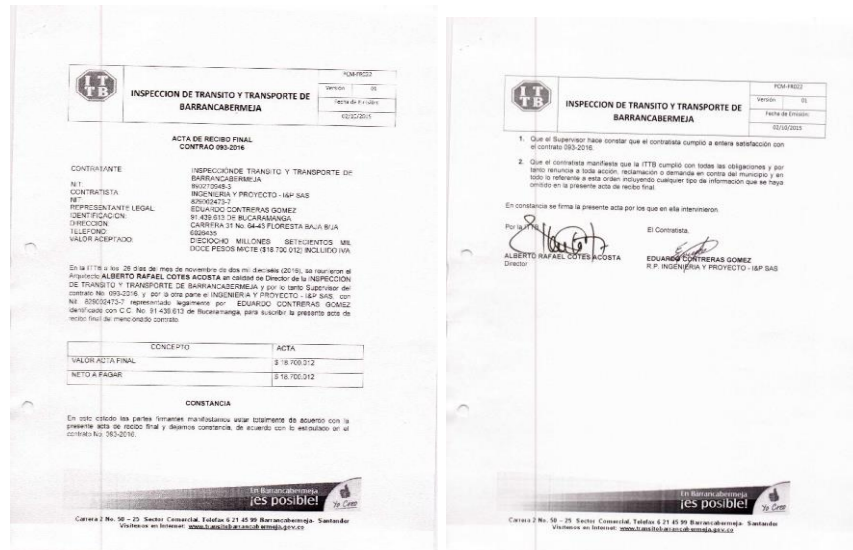 I T
T B
INSPECCION DE TRANSITO Y TRANSPORTE DE
BARRANCABERMEJA
FCM-FR022
Versión 01
Fecha de Emisión
02/10/2015
ACTA DE RECIBO FINAL
CONTRAO 093-2016
CONTRATANTE INSPECCIÓNDE TRANSITO Y TRANSPORTE DE
BARRANCABERMEJA
N.I.T.
CONTRATISTA INGENIERIA Y PROYECTO - I&P SAS
NIT
REPRESENTANTE LEGAL: EDUARDO CONTRERAS GOMEZ
IDENTIFICACION: 91.439.613 DE BUCARAMANGA
DIRECCIÓN: CARRERA 31 No. 64-43 FLORESTA BAJA B/JA
TELEFONO:
VALOR ACEPTADO: DIECIOCHO MILLONES SETECIENTOS MIL
DOCE PESOS M/CTE ($18.700.012) INCLUIDO IVA
En la ITTB a los 28 días del mes de noviembre de dos mil dieciséis (2016), se reunieron el
Arquitecto ALBERTO RAFAEL COTES ACOSTA en calidad de Director de la INSPECCION
DE TRANSITO Y TRANSPORTE DE BARRANCABERMEJA y por lo tanto Supervisor del
contrato No. 093-2016 y por la otra parte el INGENIERIA Y PROYECTO - I&P SAS, con
Nit. 829002473-7 representado legalmente por EDUARDO CONTRERAS GOMEZ
identificado con C.C. No. 91.439.613 de Bucaramanga, para suscribir la presente acta de
recibo final del mencionado contrato.
CONCEPTO ACTA
VALOR ACTA FINAL $ 18.700.012
NETO A PAGAR $ 18.700.012
CONSTANCIA
En este estado las partes firmantes manifestamos estar totalmente de acuerdo con la
presente acta de recibo final y dejamos constancia, de acuerdo con lo estipulado en el
contrato No. 093-2016.
En Barrancabermeja
¡es posible!
Yo Creo
Carrera 2 No. 50 – 25 Sector Comercial, Telefax 6 21 45 99 Barrancabermeja- Santander
Visítenos en Internet: www.transitobarrancabermeja.gov.co
I T
T B
INSPECCION DE TRANSITO Y TRANSPORTE DE
BARRANCABERMEJA
FCM-FR022
Versión 01
Fecha de Emisión
02/10/2015
1. Que el Supervisor hace constar que el contratista cumplió a entera satisfacción con
el contrato 093-2016.
2. Que el contratista manifiesta que la ITTB cumplió con todas las obligaciones y por
tanto renuncia a toda acción, reclamación o demanda en contra del municipio y en
todo lo referente a esta orden incluyendo cualquier tipo de información que se haya
omitido en la presente acta de recibo final.
En constancia se firma la presente acta por los que en ella intervinieron.
Por la ITTB, El Contratista.
ALBERTO RAFAEL COTES ACOSTA EDUARDO CONTRERAS GOMEZ
Director R.P. INGENIERIA Y PROYECTO - I&P SAS
En Barrancabermeja
¡es posible!
Yo Creo
Carrera 2 No. 50 – 25 Sector Comercial, Telefax 6 21 45 99 Barrancabermeja- Santander
Visítenos en Internet: www.transitobarrancabermeja.gov.co